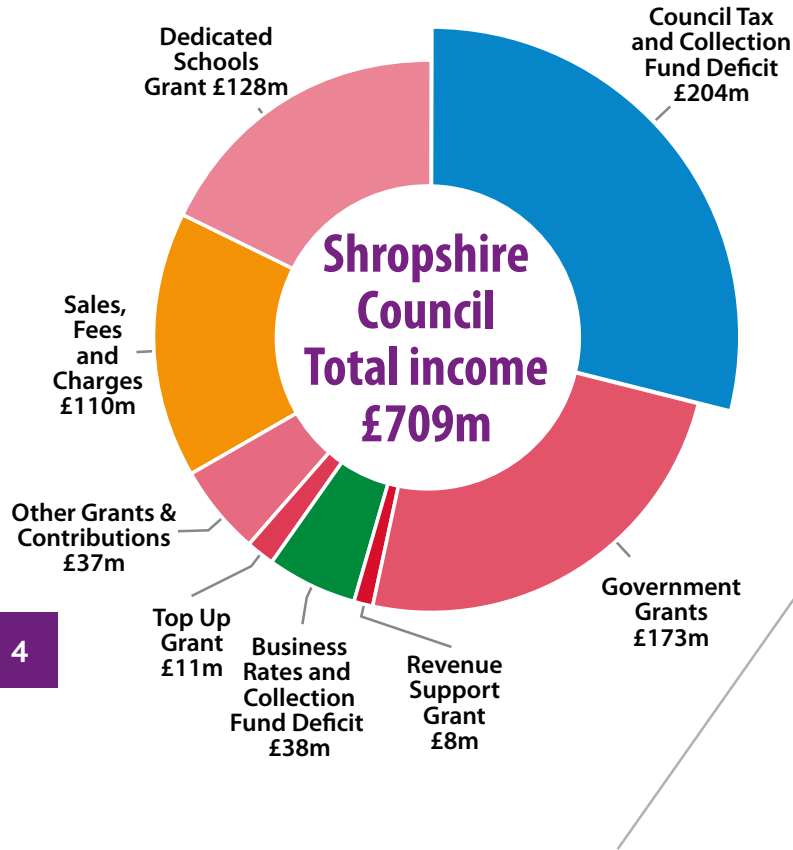 Council Tax
and Collection
Fund Deficit
£204m
Dedicated
Schools
Grant £128m
Shropshire
Council
Total income
£709m
Sales,
Fees
and
Charges
£110m
Other Grants &
Contributions
£37m
Top Up
Grant
£11m
Business
Rates and
Collection
Fund Deficit
£38m
Revenue
Support
Grant
£8m
Government
Grants
£173m
4